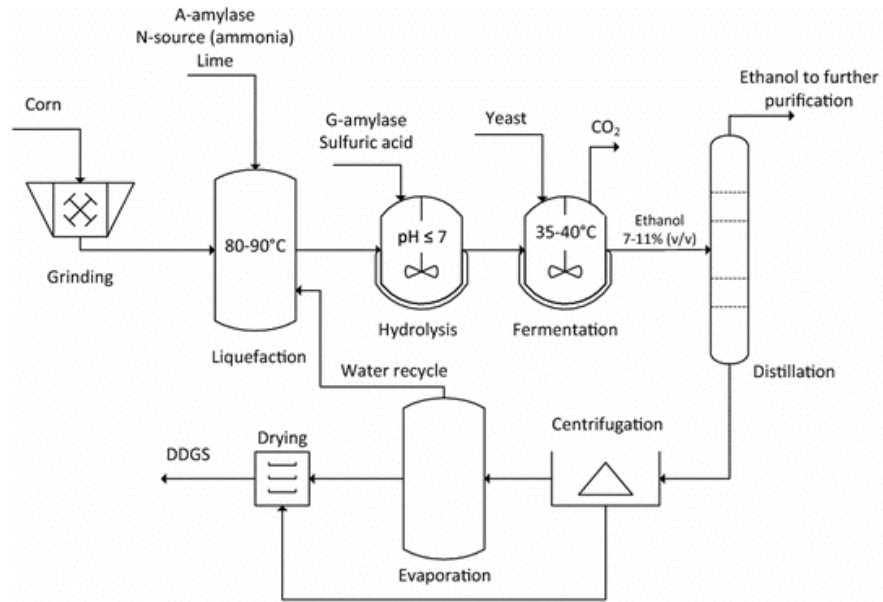 A-amylase
N-source (ammonia)
Lime
Corn
G-amylase
Sulfuric acid
Yeast
CO₂
Ethanol to further
purification
80-90°C
pH ≤ 7
35-40°C
Ethanol
7-11% (v/v)
Grinding
Hydrolysis
Fermentation
Liquefaction
Water recycle
Distillation
Centrifugation
Drying
DDGS
Evaporation